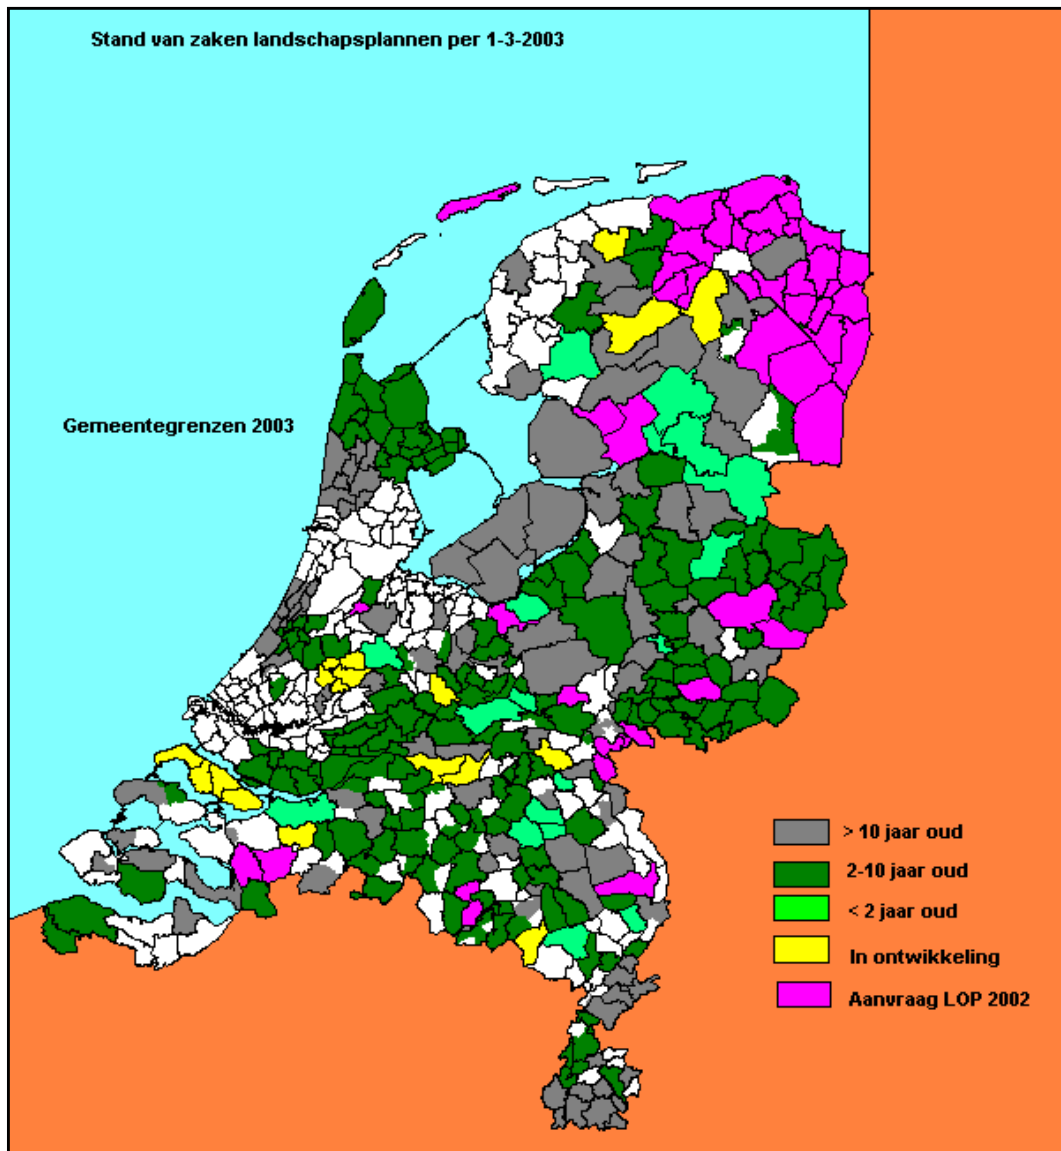 Stand van zaken landschapsplannen per 1-3-2003
Gemeentegrenzen 2003
> 10 jaar oud
2-10 jaar oud
< 2 jaar oud
In ontwikkeling
Aanvraag LOP 2002